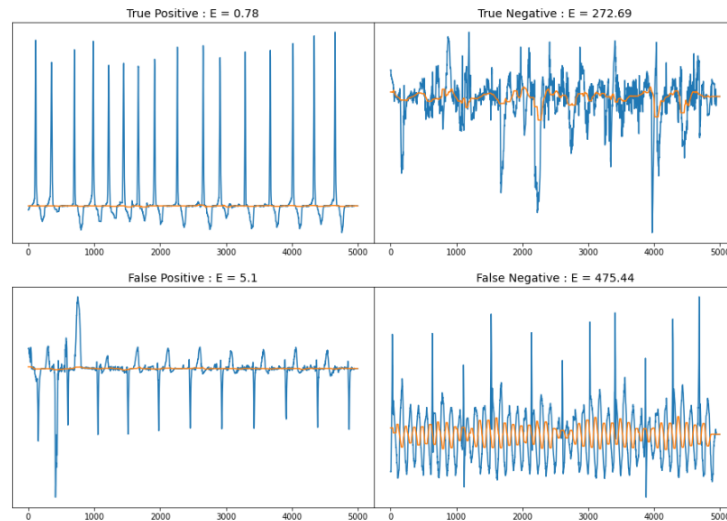 True Positive : E = 0.78
True Negative : E = 272.69
0 1000 2000 3000 4000 5000
0 1000 2000 3000 4000 5000
False Positive : E = 5.1
False Negative : E = 475.44
0 1000 2000 3000 4000 5000
0 1000 2000 3000 4000 5000